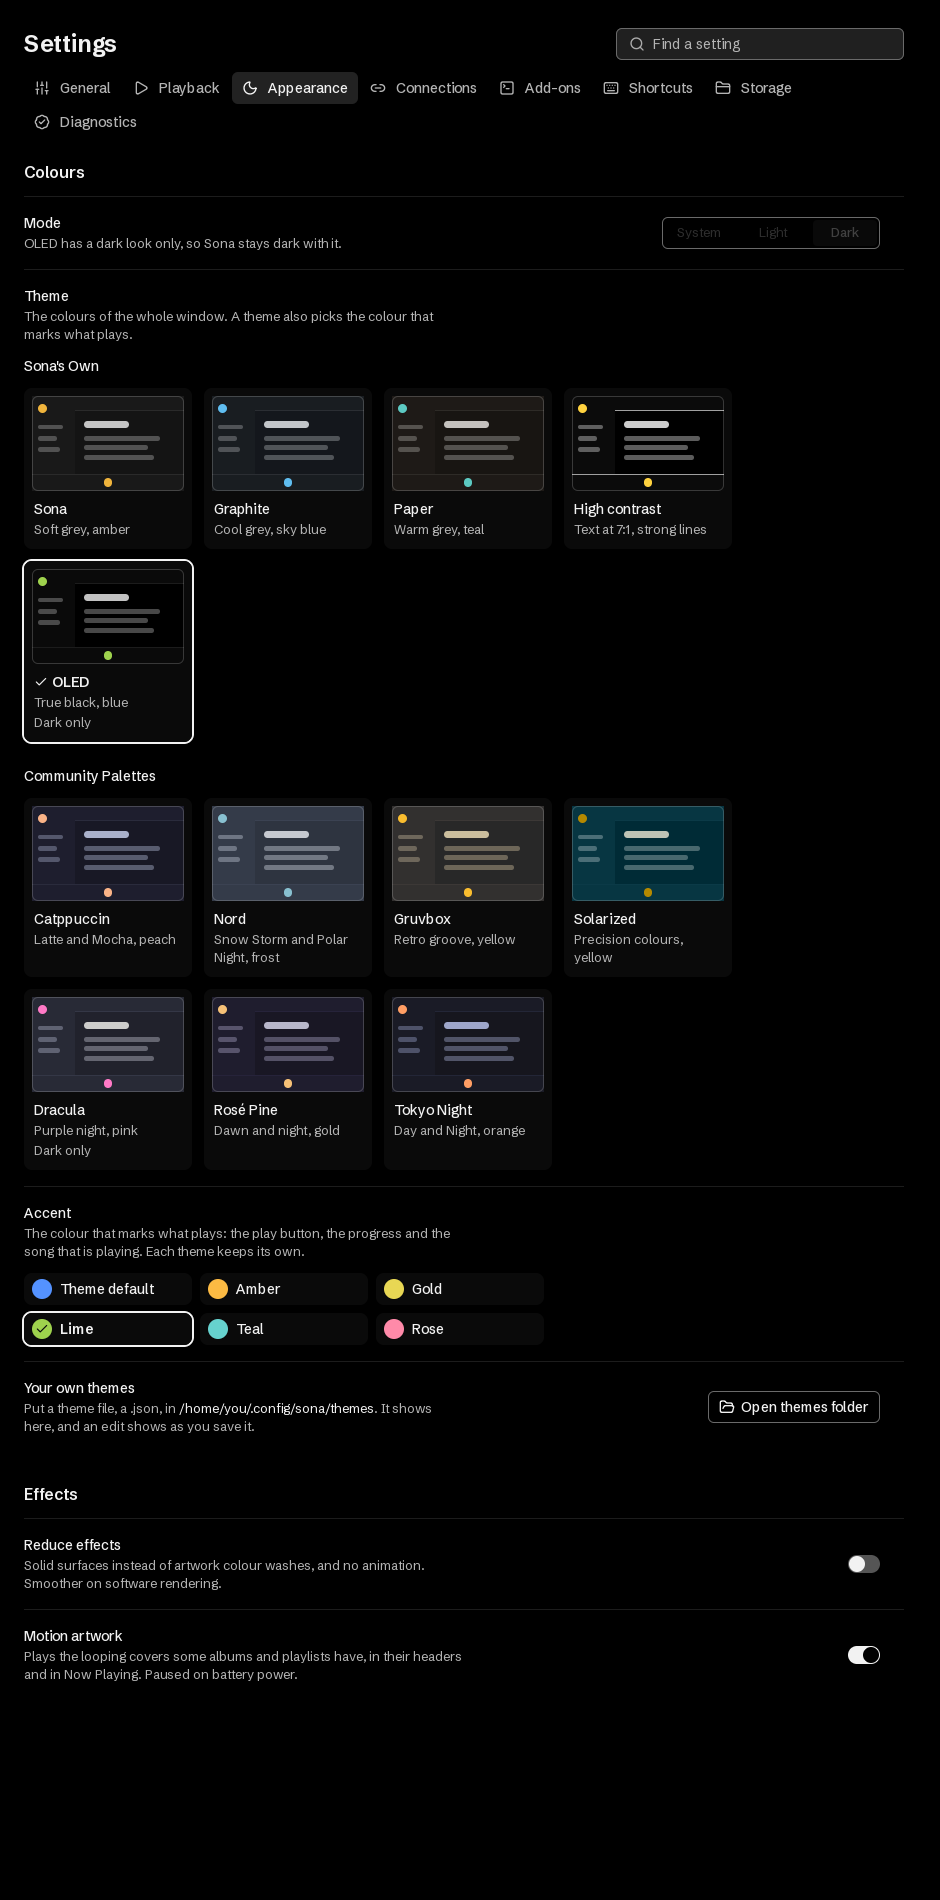 Settings
Find a setting
General
Playback
Appearance
Connections
Add-ons
Shortcuts
Storage
Diagnostics
Colours
Mode
OLED has a dark look only, so Sona stays dark with it.
System
Light
Dark
Theme
The colours of the whole window. A theme also picks the colour that
marks what plays.
Sona's Own
Sona
Soft grey, amber
Graphite
Cool grey, sky blue
Paper
Warm grey, teal
High contrast
Text at 7:1, strong lines
OLED
True black, blue
Dark only
Community Palettes
Catppuccin
Latte and Mocha, peach
Nord
Snow Storm and Polar
Night, frost
Gruvbox
Retro groove, yellow
Solarized
Precision colours,
yellow
Dracula
Purple night, pink
Dark only
Rosé Pine
Dawn and night, gold
Tokyo Night
Day and Night, orange
Accent
The colour that marks what plays: the play button, the progress and the
song that is playing. Each theme keeps its own.
Theme default
Amber
Gold
Lime
Teal
Rose
Your own themes
Put a theme file, a .json, in /home/you/.config/sona/themes. It shows
here, and an edit shows as you save it.
Open themes folder
Effects
Reduce effects
Solid surfaces instead of artwork colour washes, and no animation.
Smoother on software rendering.
Motion artwork
Plays the looping covers some albums and playlists have, in their headers
and in Now Playing. Paused on battery power.